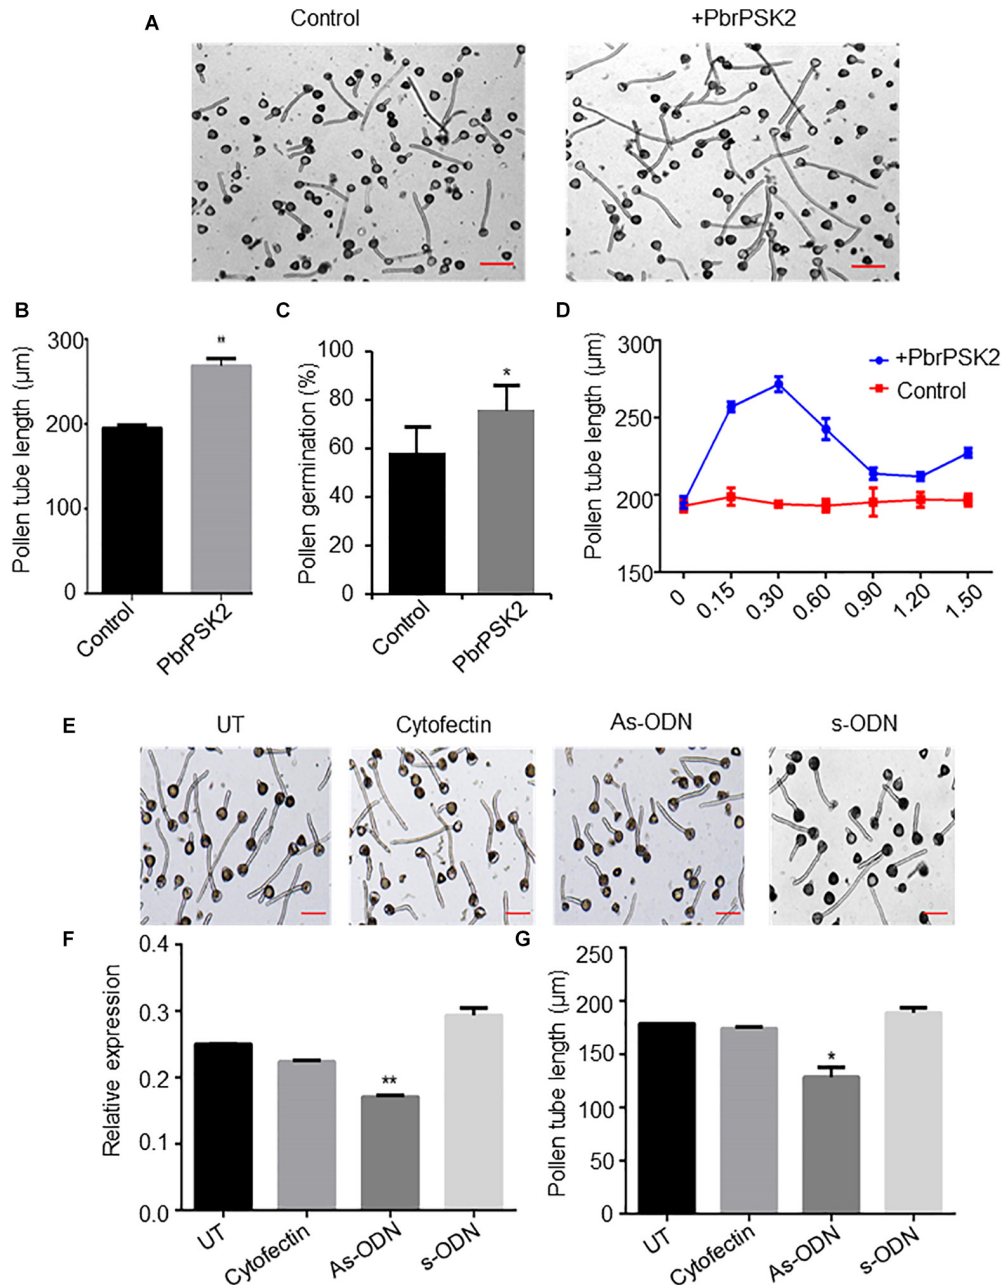 A
Control
+PbrPSK2
B
Pollen tube length (µm)
300
200
100
0
**
Control
PbrPSK2
C
Pollen germination (%)
100
80
60
40
20
0
*
Control
PbrPSK2
D
Pollen tube length (µm)
300
250
200
150
+PbrPSK2
Control
0
0.15
0.30
0.60
0.90
1.20
1.50
E
UT
Cytofectin
As-ODN
s-ODN
F
Relative expression
0.4
0.3
0.2
0.1
0.0
**
UT
Cytofectin
As-ODN
s-ODN
G
Pollen tube length (µm)
250
200
150
100
50
0
*
UT
Cytofectin
As-ODN
s-ODN